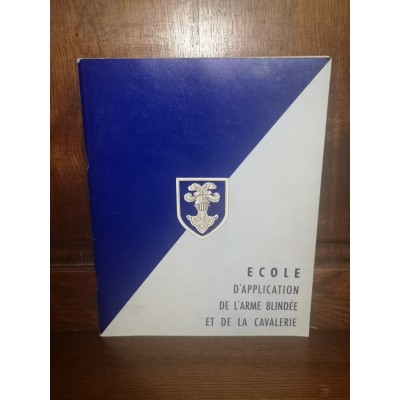 ECOLE
D'APPLICATION
DE L'ARME BLINDÉE
ET DE LA CAVALERIE